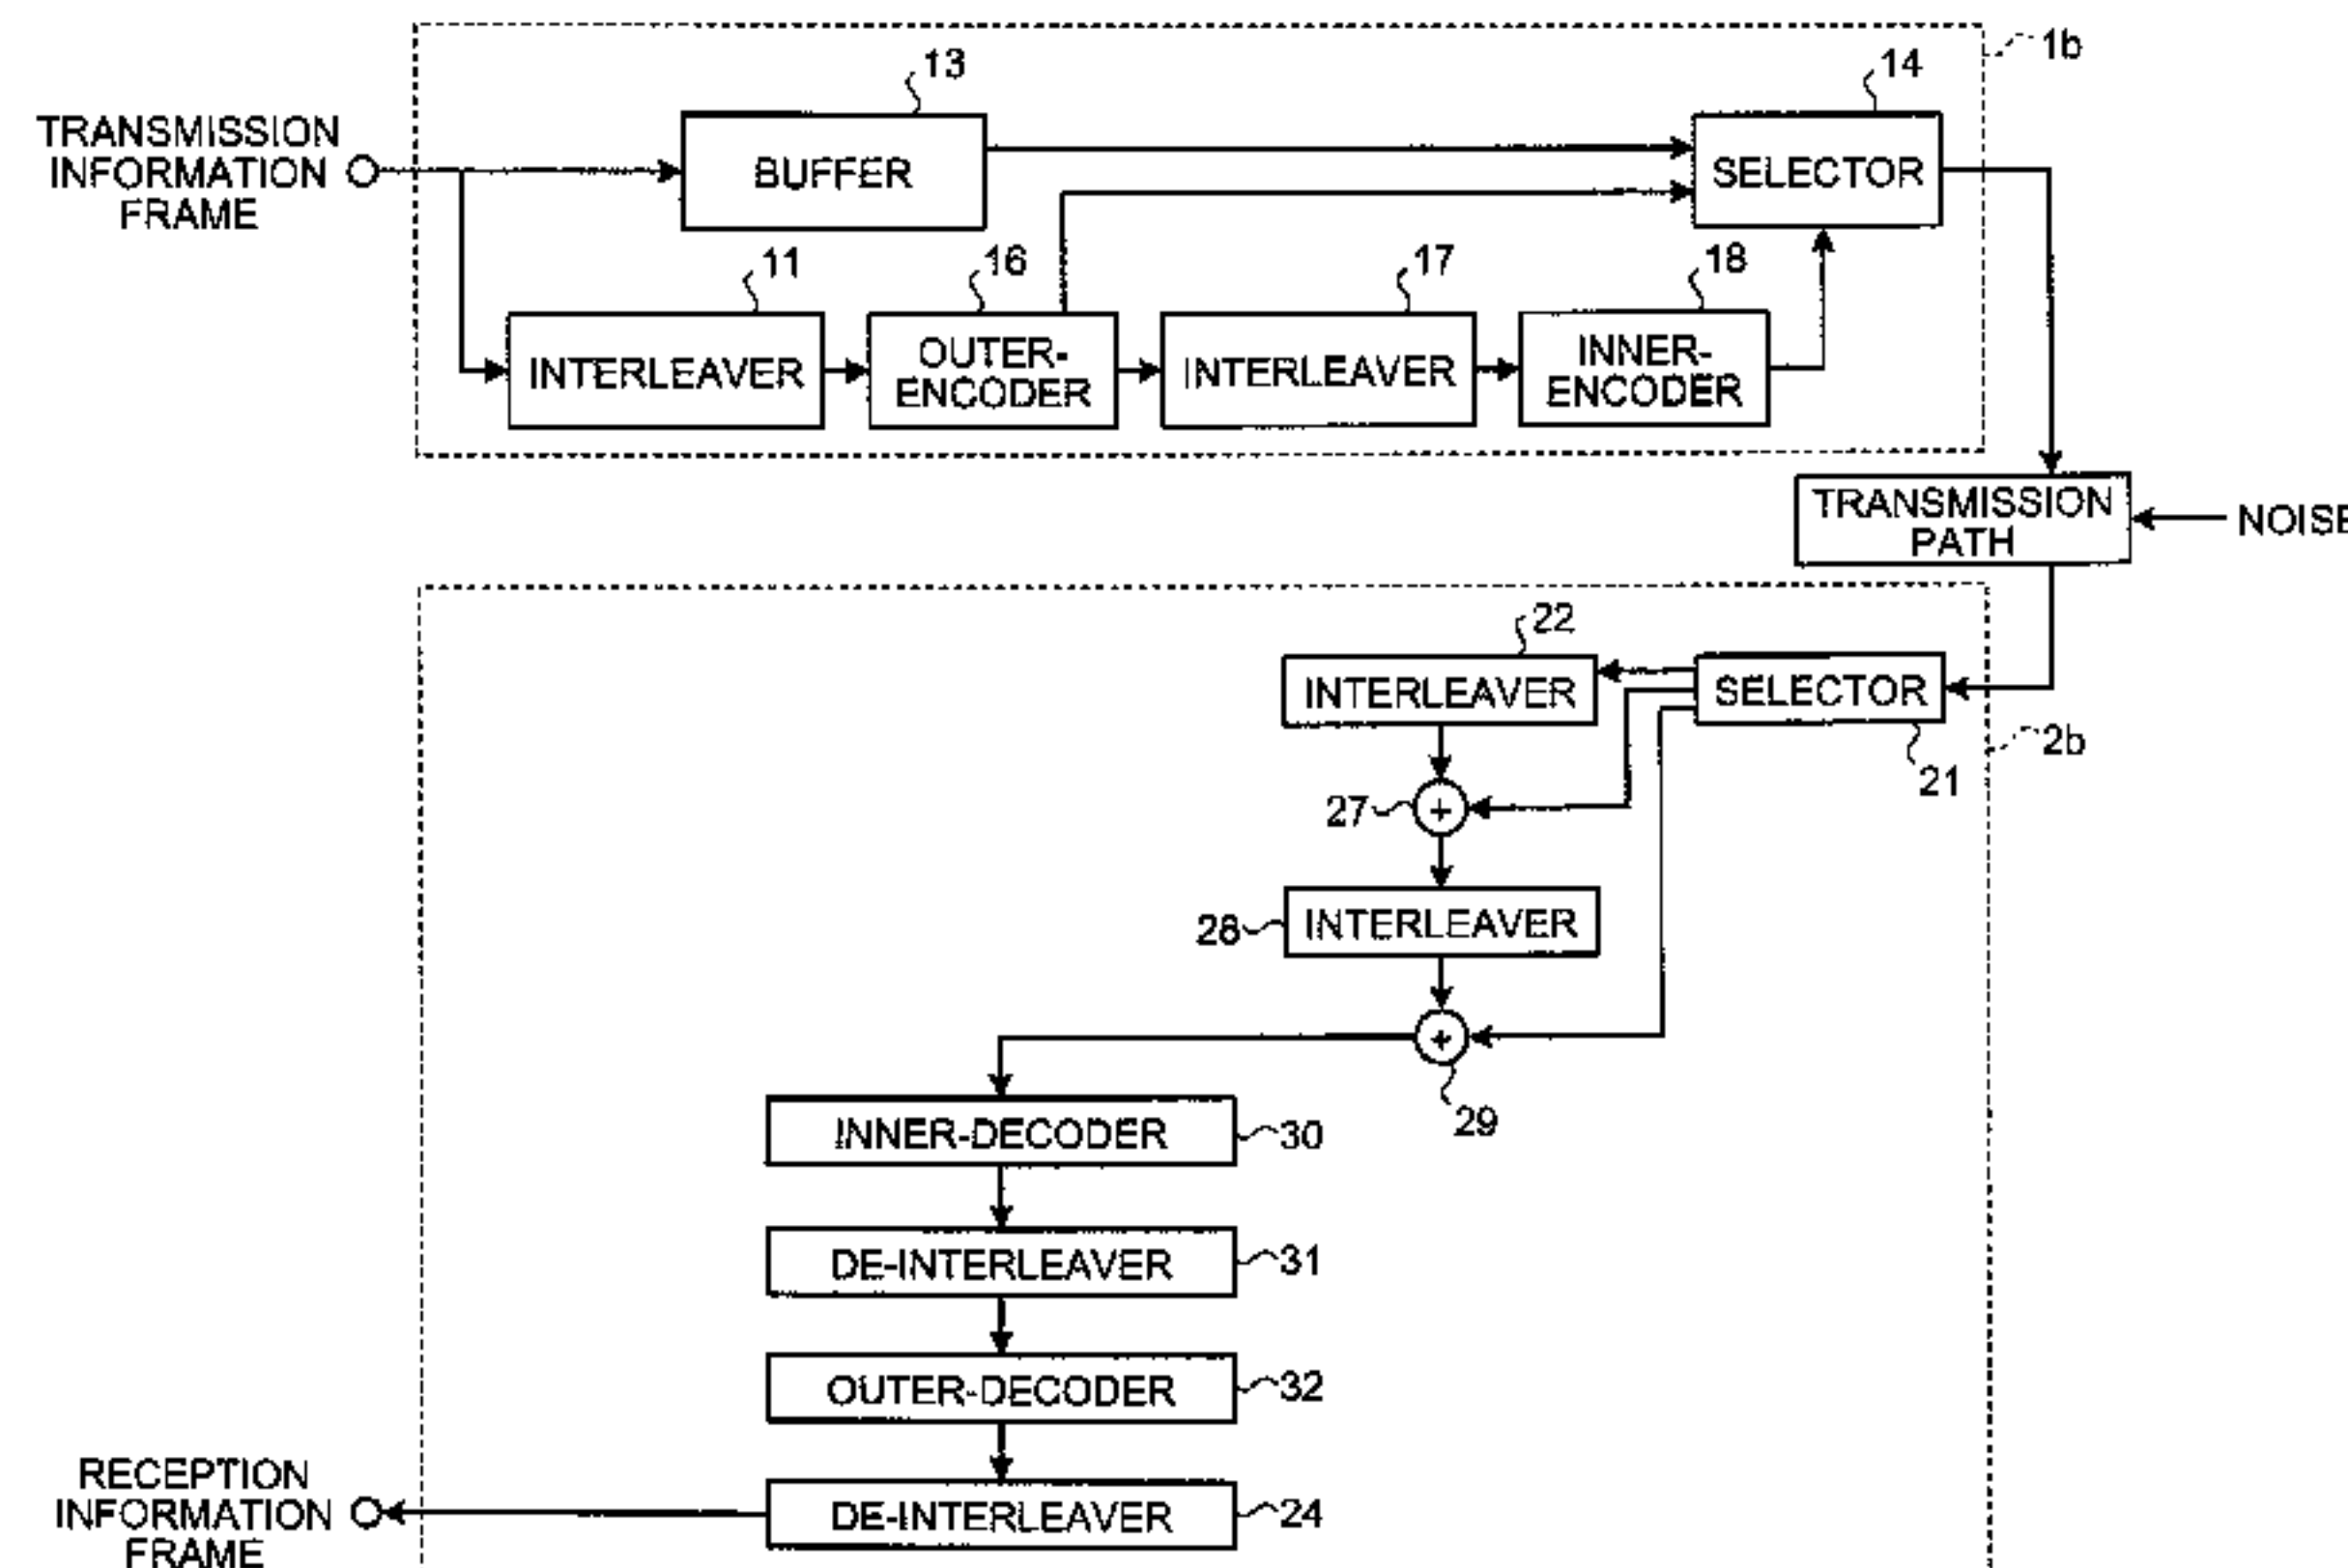 1b
13
14
TRANSMISSION
INFORMATION
FRAME
BUFFER
SELECTOR
11
16
17
18
INTERLEAVER
OUTER-
ENCODER
INTERLEAVER
INNER-
ENCODER
TRANSMISSION
PATH
NOISE
22
INTERLEAVER
SELECTOR
2b
21
27
+
28
INTERLEAVER
+
29
INNER-DECODER
30
DE-INTERLEAVER
31
OUTER-DECODER
32
RECEPTION
INFORMATION
FRAME
DE-INTERLEAVER
24